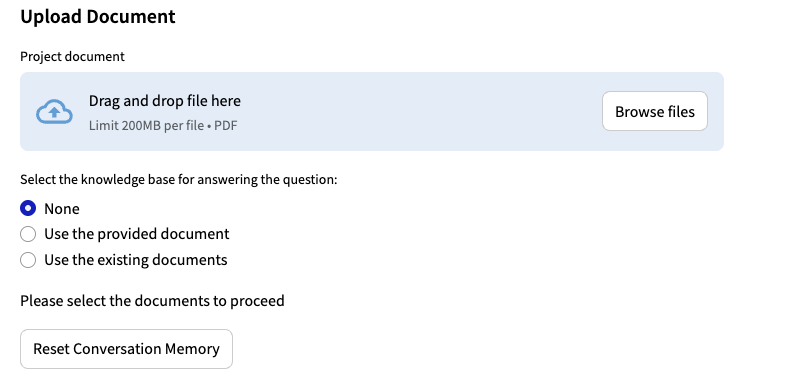 Upload Document
Project document
Drag and drop file here
Limit 200MB per file • PDF
Browse files
Select the knowledge base for answering the question:
None
Use the provided document
Use the existing documents
Please select the documents to proceed
Reset Conversation Memory